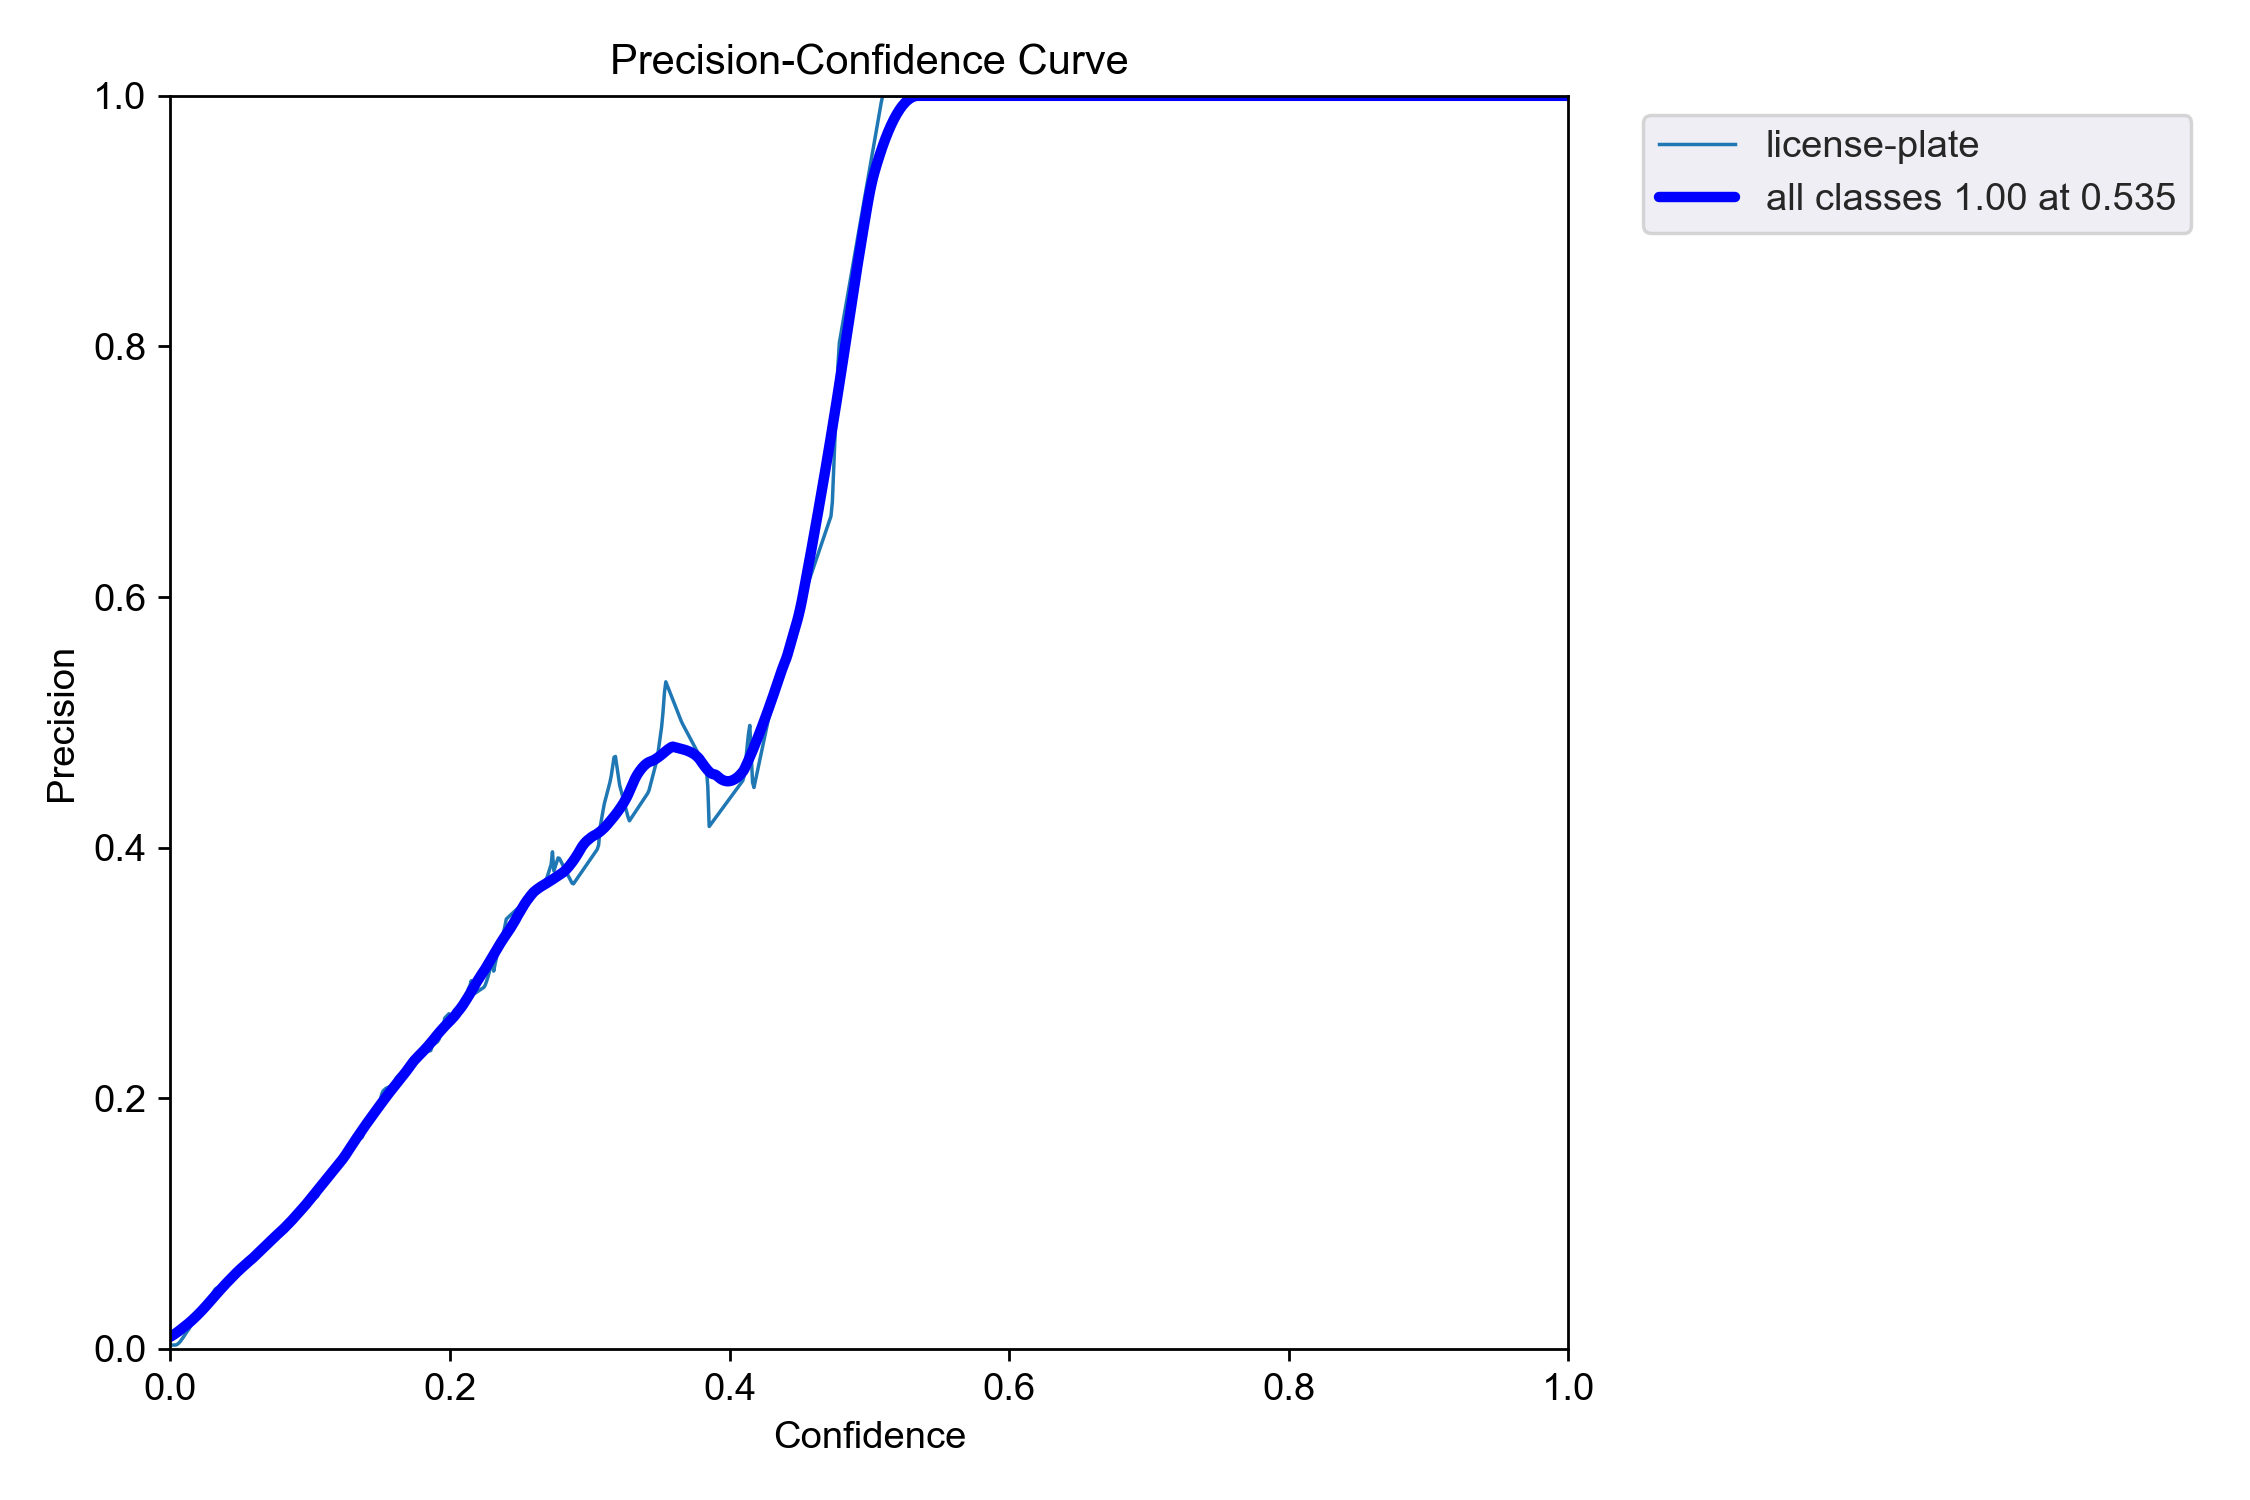 Precision-Confidence Curve
1.0
0.8
0.6
0.4
0.2
0.0
Precision
0.0 0.2 0.4 0.6 0.8 1.0
Confidence
license-plate
all classes 1.00 at 0.535